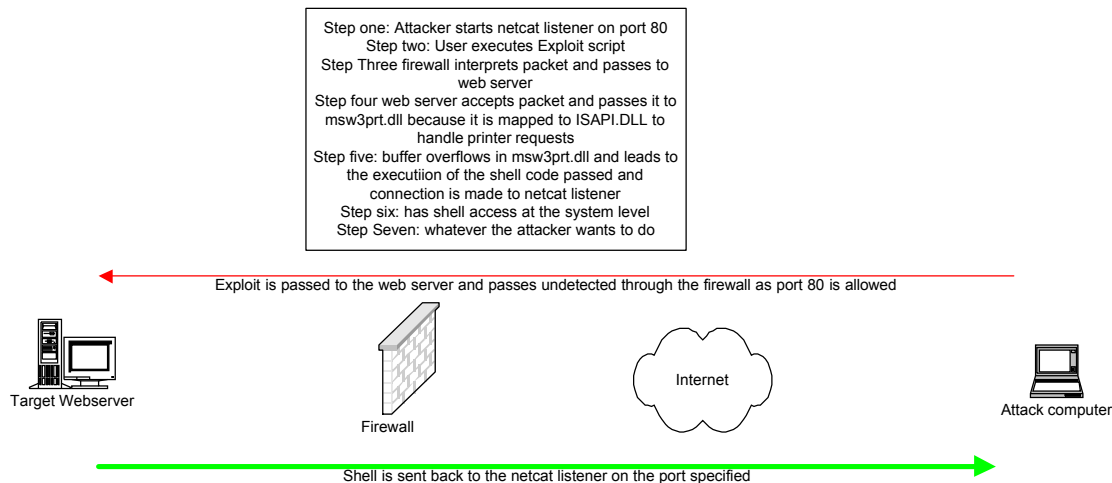 Step one: Attacker starts netcat listener on port 80
Step two: User executes Exploit script
Step Three firewall interprets packet and passes to
web server
Step four web server accepts packet and passes it to
msw3prt.dll because it is mapped to ISAPI.DLL to
handle printer requests
Step five: buffer overflows in msw3prt.dll and leads to
the executiion of the shell code passed and
connection is made to netcat listener
Step six: has shell access at the system level
Step Seven: whatever the attacker wants to do
Exploit is passed to the web server and passes undetected through the firewall as port 80 is allowed
Target Webserver
Firewall
Internet
Attack computer
Shell is sent back to the netcat listener on the port specified